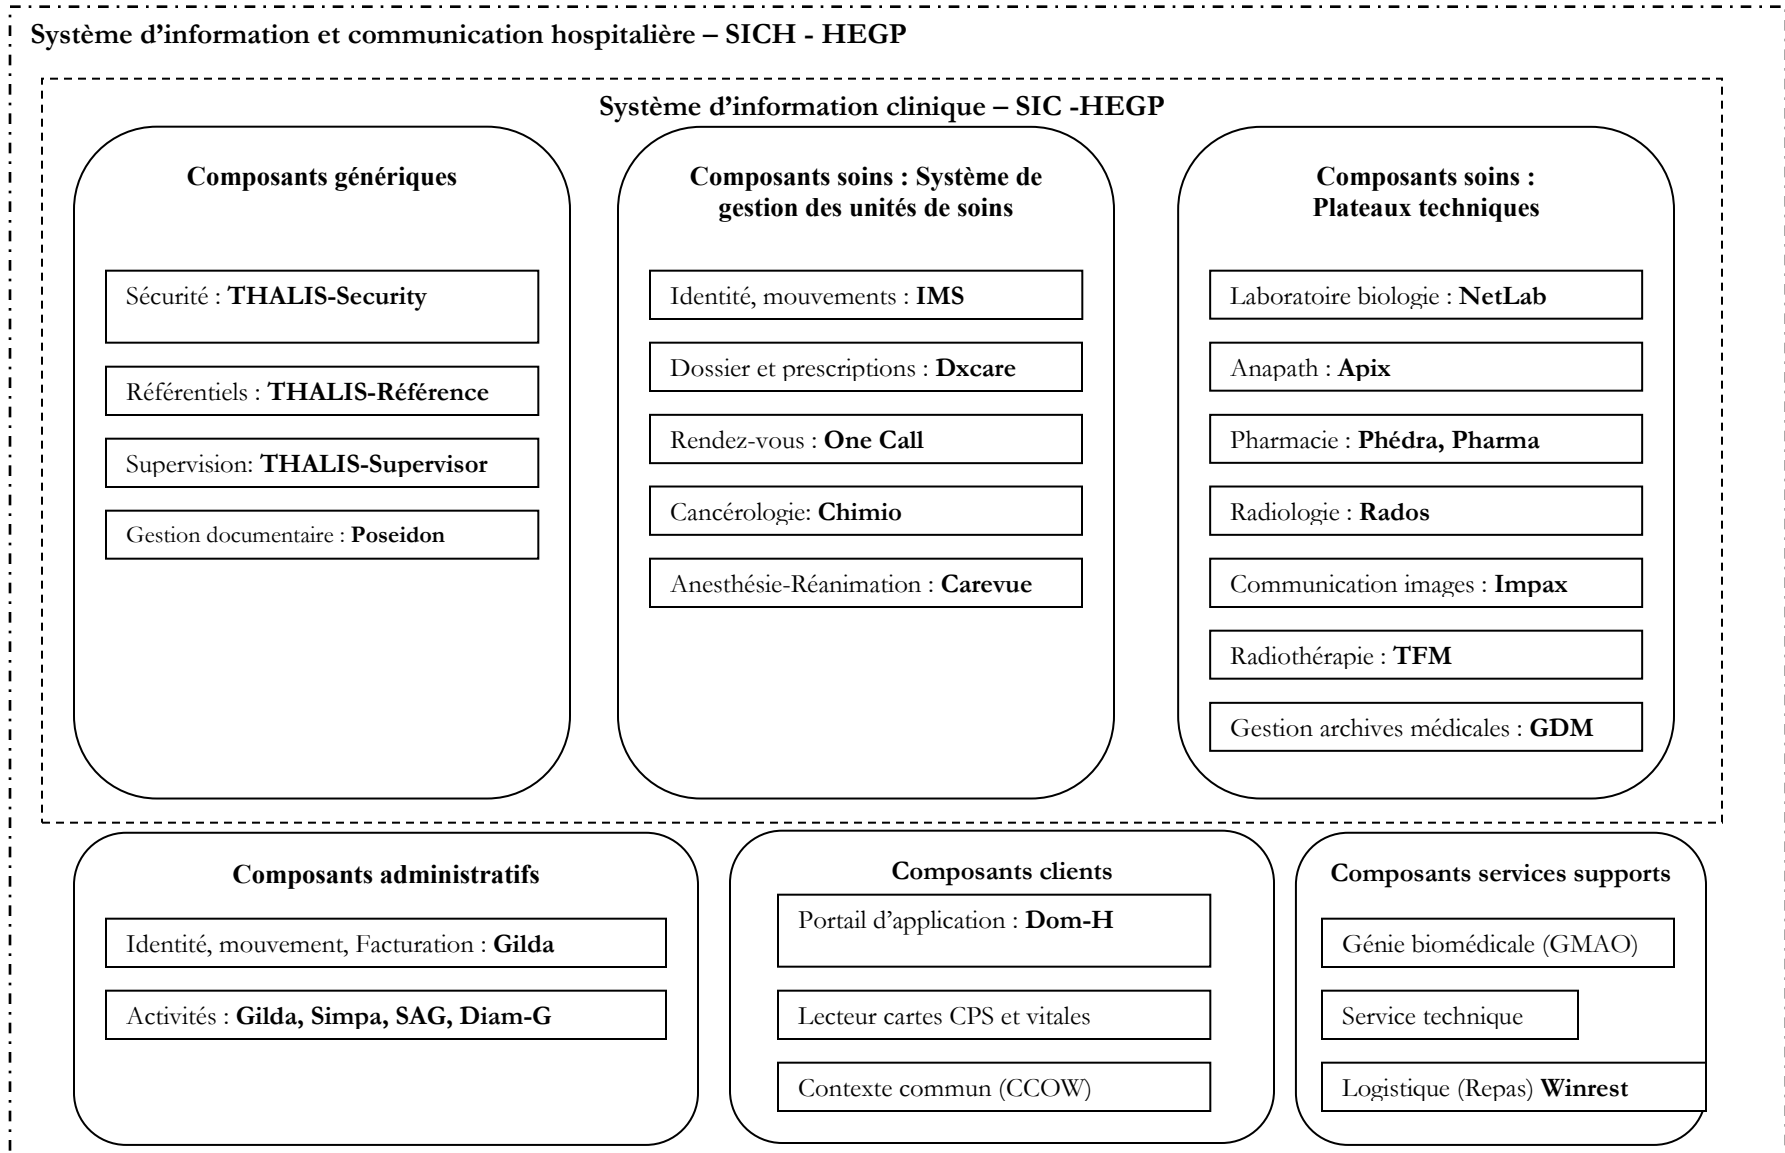 Système d'information et communication hospitalière – SICH - HEGP
Système d'information clinique – SIC -HEGP
Composants génériques
Sécurité : THALIS-Security
Référentiels : THALIS-Référence
Supervision: THALIS-Supervisor
Gestion documentaire : Poseidon
Composants soins : Système de
gestion des unités de soins
Identité, mouvements : IMS
Dossier et prescriptions : Dxcare
Rendez-vous : One Call
Cancérologie: Chimio
Anesthésie-Réanimation : Carevue
Composants soins :
Plateaux techniques
Laboratoire biologie : NetLab
Anapath : Apix
Pharmacie : Phédra, Pharma
Radiologie : Rados
Communication images : Impax
Radiothérapie : TFM
Gestion archives médicales : GDM
Composants administratifs
Identité, mouvement, Facturation : Gilda
Activités : Gilda, Simpa, SAG, Diam-G
Composants clients
Portail d'application : Dom-H
Lecteur cartes CPS et vitales
Contexte commun (CCOW)
Composants services supports
Génie biomédicale (GMAO)
Service technique
Logistique (Repas) Winrest